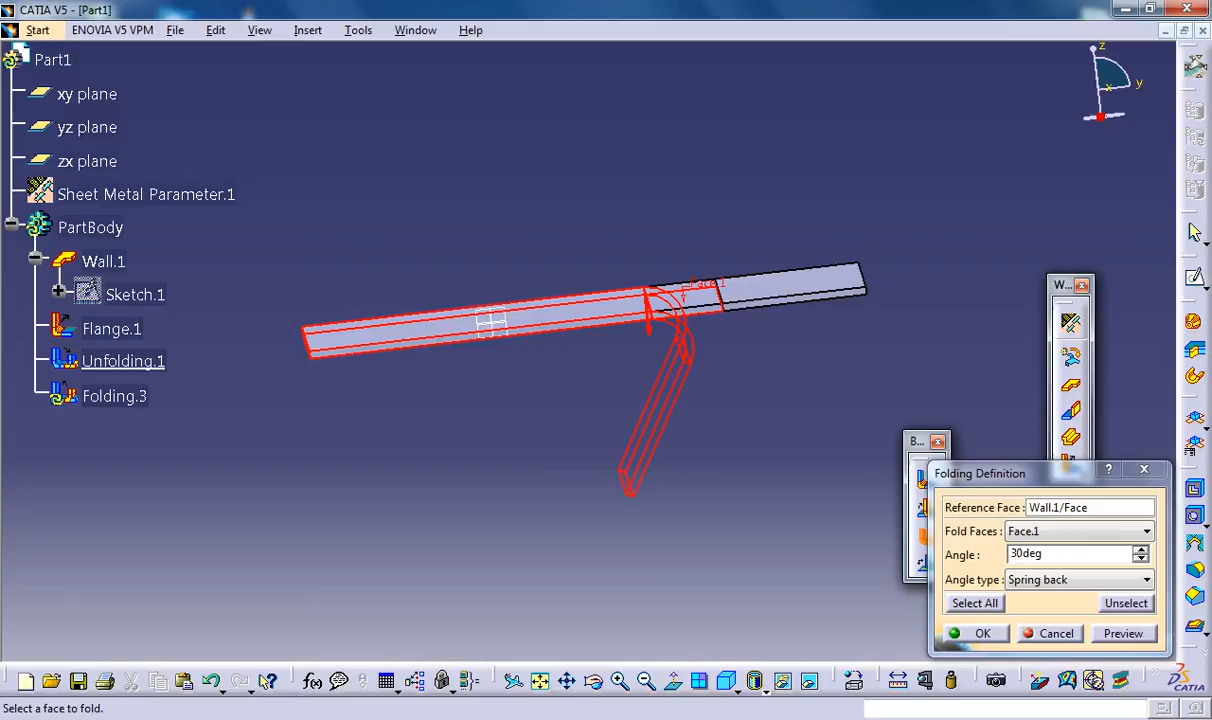 CATIA V5 - [Part1]
Start ENOVIA V5 VPM File Edit View Insert Tools Window Help
Part1
xy plane
yz plane
zx plane
Sheet Metal Parameter.1
PartBody
Wall.1
Sketch.1
Flange.1
Unfolding.1
Folding.3
z
y
x
Face.1
W...
B...
Folding Definition
Reference Face : Wall.1/Face
Fold Faces : Face.1
Angle : 30deg
Angle type : Spring back
Select All Unselect
OK Cancel Preview
f(x)
DS
CATIA
Select a face to fold.